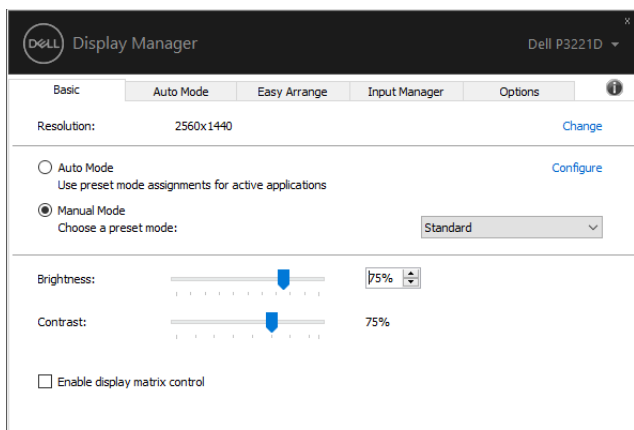 DELL Display Manager Dell P3221D
Basic Auto Mode Easy Arrange Input Manager Options
Resolution: 2560x1440 Change
Auto Mode Configure
Use preset mode assignments for active applications
Manual Mode
Choose a preset mode: Standard
Brightness: 75%
Contrast: 75%
Enable display matrix control